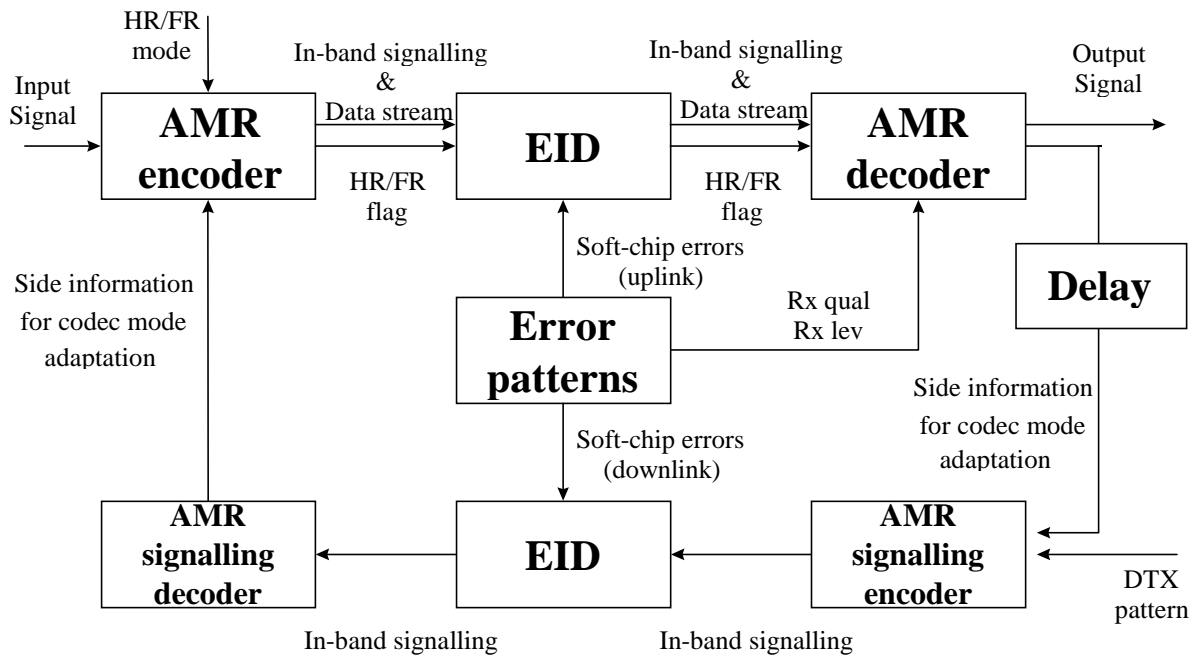 HR/FR
mode
Input
Signal
In-band signalling
&
Data stream
In-band signalling
&
Data stream
Output
Signal
AMR
encoder
EID
AMR
decoder
HR/FR
flag
HR/FR
flag
Soft-chip errors
(uplink)
Side information
for codec mode
adaptation
Error
patterns
Rx qual
Rx lev
Delay
Side information
for codec mode
adaptation
Soft-chip errors
(downlink)
AMR
signalling
decoder
EID
AMR
signalling
encoder
DTX
pattern
In-band signalling
In-band signalling